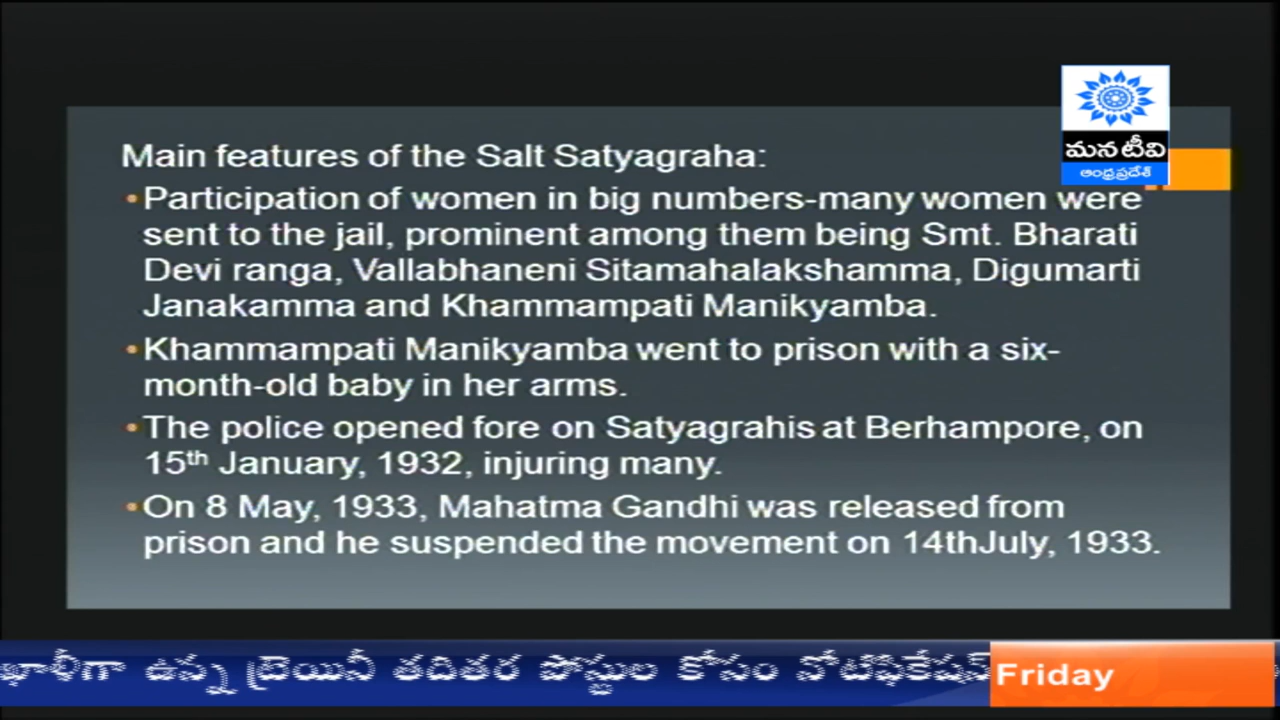 మన టీవి
ఆంధ్రప్రదేశ్
Main features of the Salt Satyagraha:
•Participation of women in big numbers-many women were
sent to the jail, prominent among them being Smt. Bharati
Devi ranga, Vallabhaneni Sitamahalakshamma, Digumarti
Janakamma and Khammampati Manikyamba.
•Khammampati Manikyamba went to prison with a six-
month-old baby in her arms.
•The police opened fore on Satyagrahis at Berhampore, on
15th January, 1932, injuring many.
•On 8 May, 1933, Mahatma Gandhi was released from
prison and he suspended the movement on 14thJuly, 1933.
ఖాళీగా ఉన్న ట్రెయినీ తదితర పోస్టుల కోసం నోటిఫికేషన్ Friday